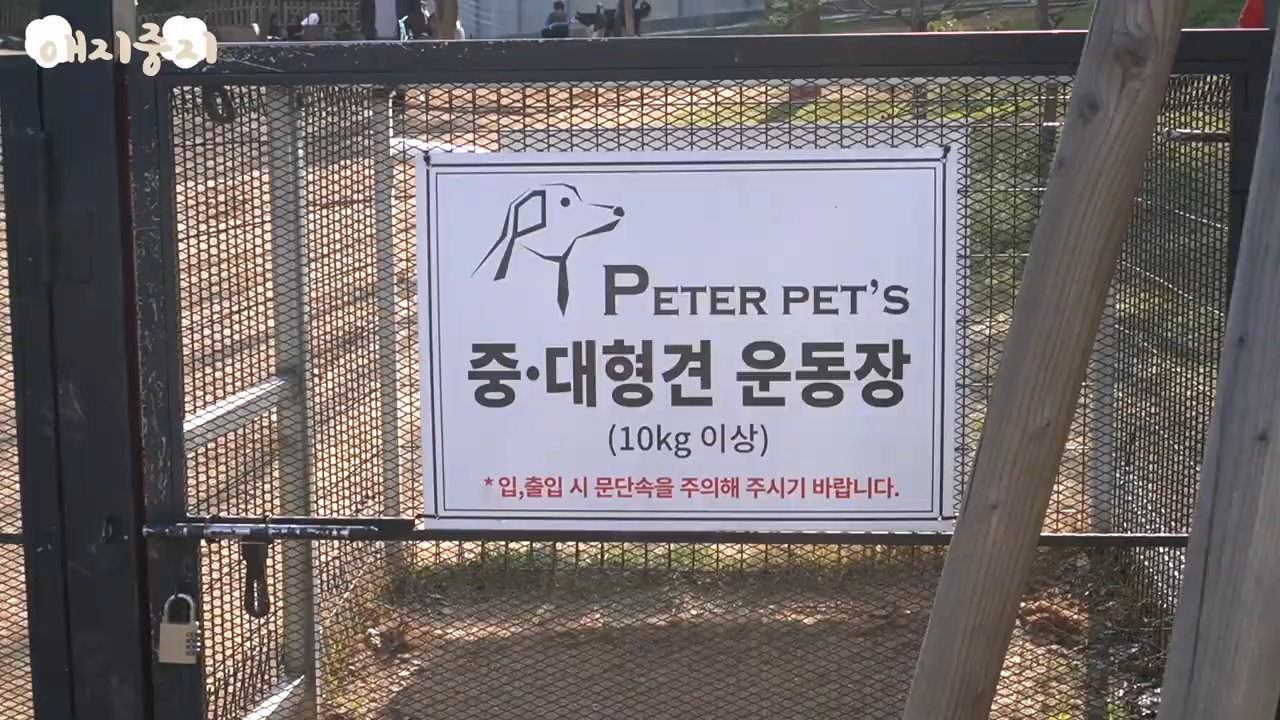 애지중지
PETER PET'S
중·대형견 운동장
(10kg 이상)
* 입,출입 시 문단속을 주의해 주시기 바랍니다.